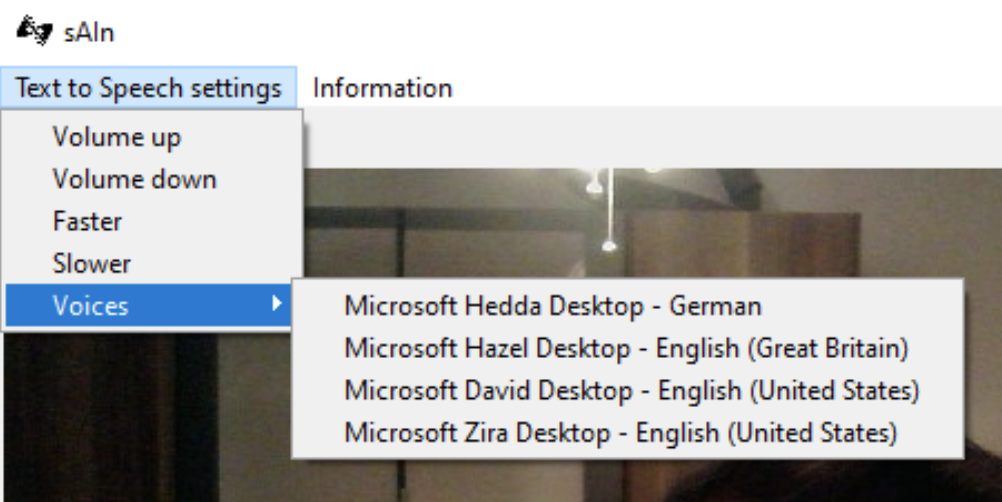 sAIn
Text to Speech settings Information
Volume up
Volume down
Faster
Slower
Voices
Microsoft Hedda Desktop - German
Microsoft Hazel Desktop - English (Great Britain)
Microsoft David Desktop - English (United States)
Microsoft Zira Desktop - English (United States)